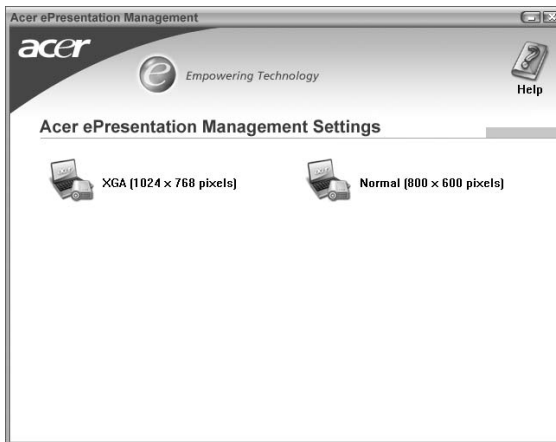 Acer ePresentation Management
acer
e Empowering Technology
Help
Acer ePresentation Management Settings
XGA (1024 x 768 pixels) Normal (800 x 600 pixels)